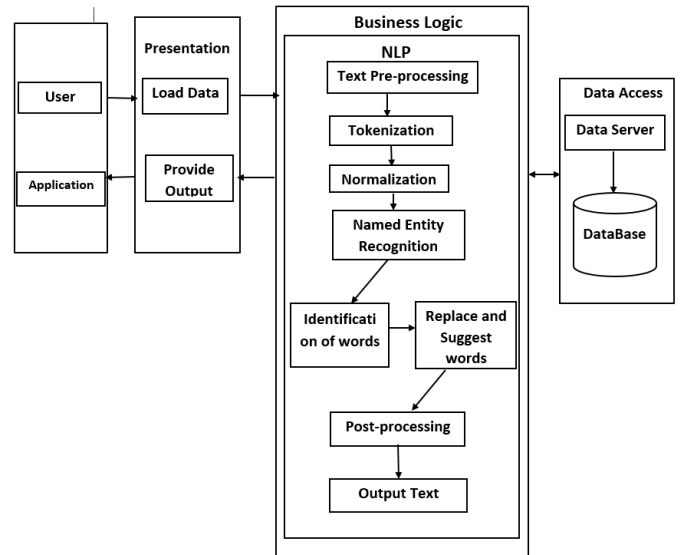 User
Application
Presentation
Load Data
Provide
Output
Business Logic
NLP
Text Pre-processing
Tokenization
Normalization
Named Entity
Recognition
Identificati
on of words
Replace and
Suggest
words
Post-processing
Output Text
Data Access
Data Server
DataBase